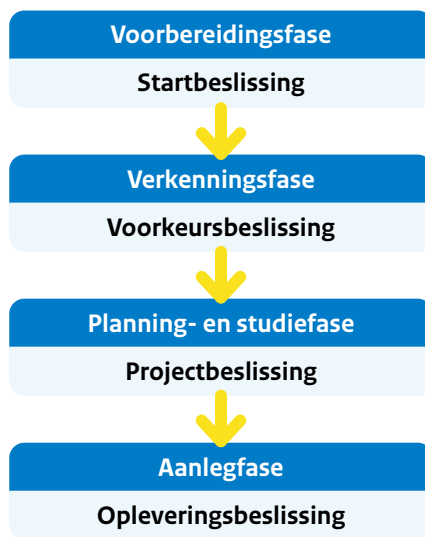 Voorbereidingsfase
Startbeslissing
Verkenningsfase
Voorkeursbeslissing
Planning- en studiefase
Projectbeslissing
Aanlegfase
Opleveringsbeslissing